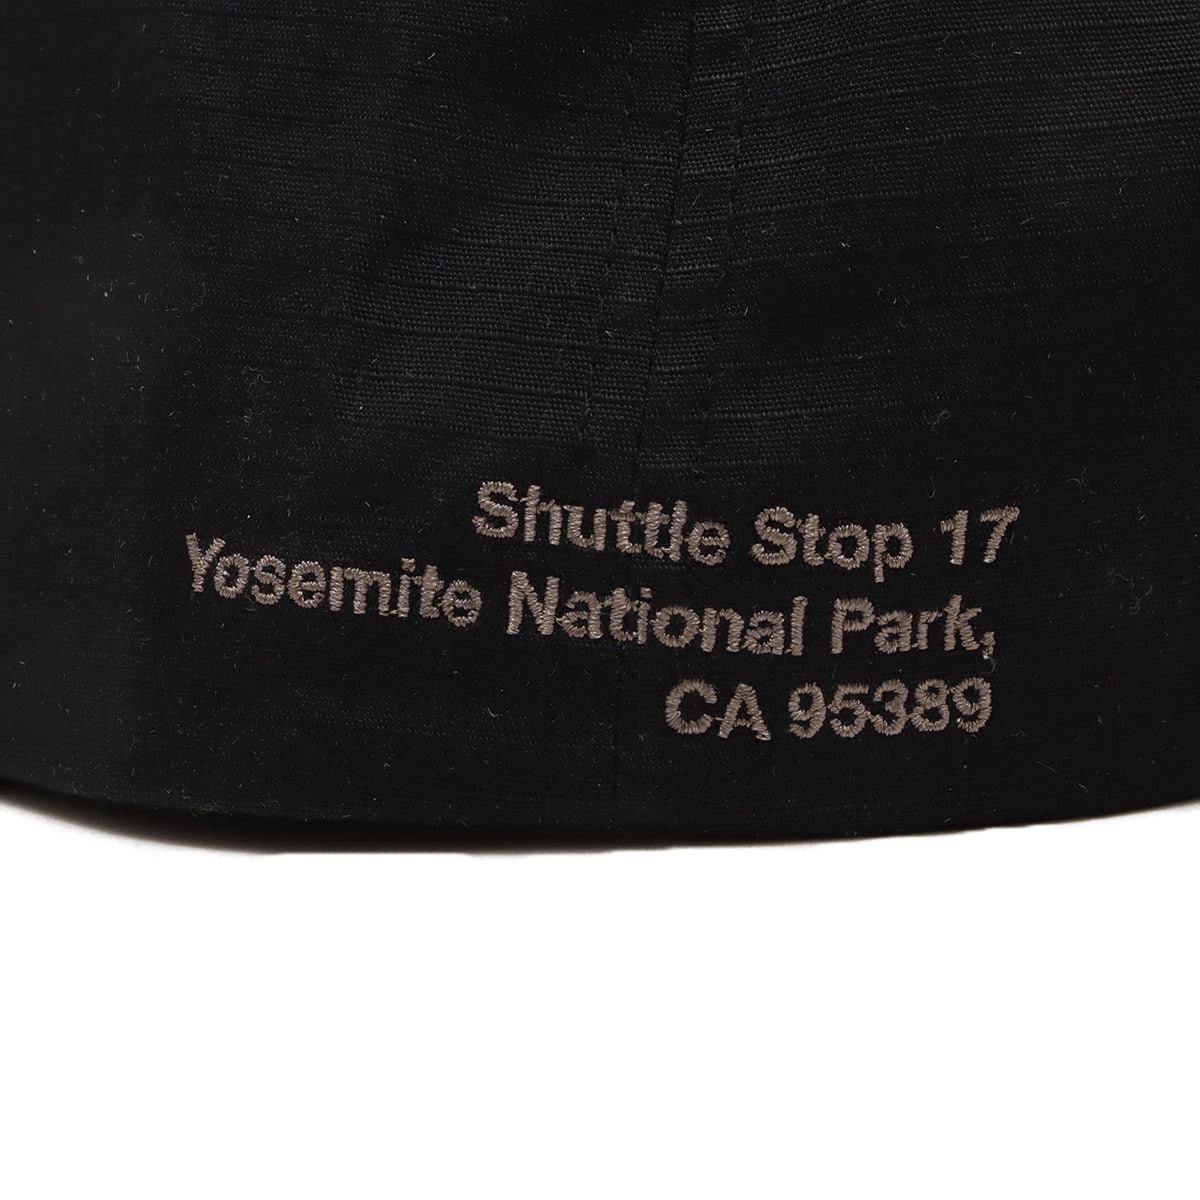 Shuttle Stop 17
Yosemite National Park,
CA 95389